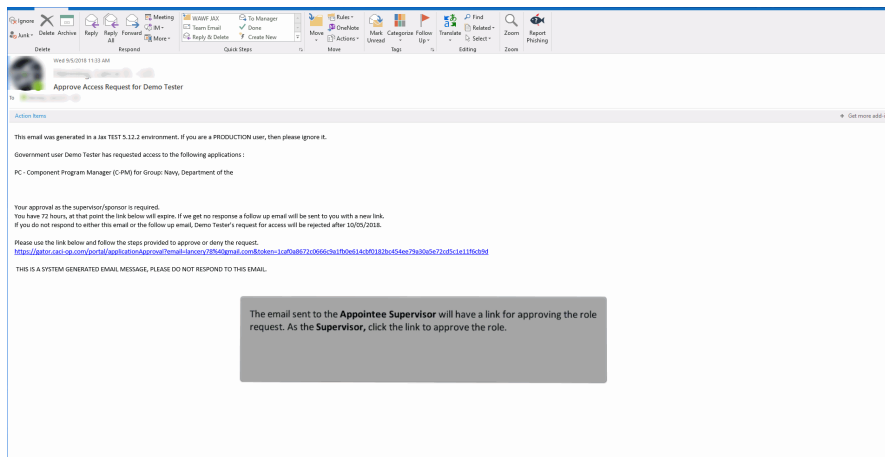 Ignore
Junk
Delete
Archive
Reply
Reply All
Forward
Meeting
IM
More
WAWF JAX
Team Email
Reply & Delete
To Manager
Done
Create New
Move
Rules
OneNote
Actions
Mark Unread
Categorize
Follow Up
Translate
Find
Related
Select
Zoom
Report Phishing
Delete
Respond
Quick Steps
Move
Tags
Editing
Zoom
Wed 9/5/2018 11:33 AM
Approve Access Request for Demo Tester
To
Action Items
+ Get more add-i
This email was generated in a Jax TEST 5.12.2 environment. If you are a PRODUCTION user, then please ignore it.
Government user Demo Tester has requested access to the following applications :
PC - Component Program Manager (C-PM) for Group: Navy, Department of the
Your approval as the supervisor/sponsor is required.
You have 72 hours, at that point the link below will expire. If we get no response a follow up email will be sent to you with a new link.
If you do not respond to either this email or the follow up email, Demo Tester's request for access will be rejected after 10/05/2018.
Please use the link below and follow the steps provided to approve or deny the request.
https://gator.caci-op.com/portal/applicationApproval?email=lancery78%40gmail.com&token=1caf0a8672c0666c9a1fb0e614cbf0182bc454ee79a30a5e72cd5c1e11f6cb9d
THIS IS A SYSTEM GENERATED EMAIL MESSAGE, PLEASE DO NOT RESPOND TO THIS EMAIL.
The email sent to the Appointee Supervisor will have a link for approving the role
request. As the Supervisor, click the link to approve the role.